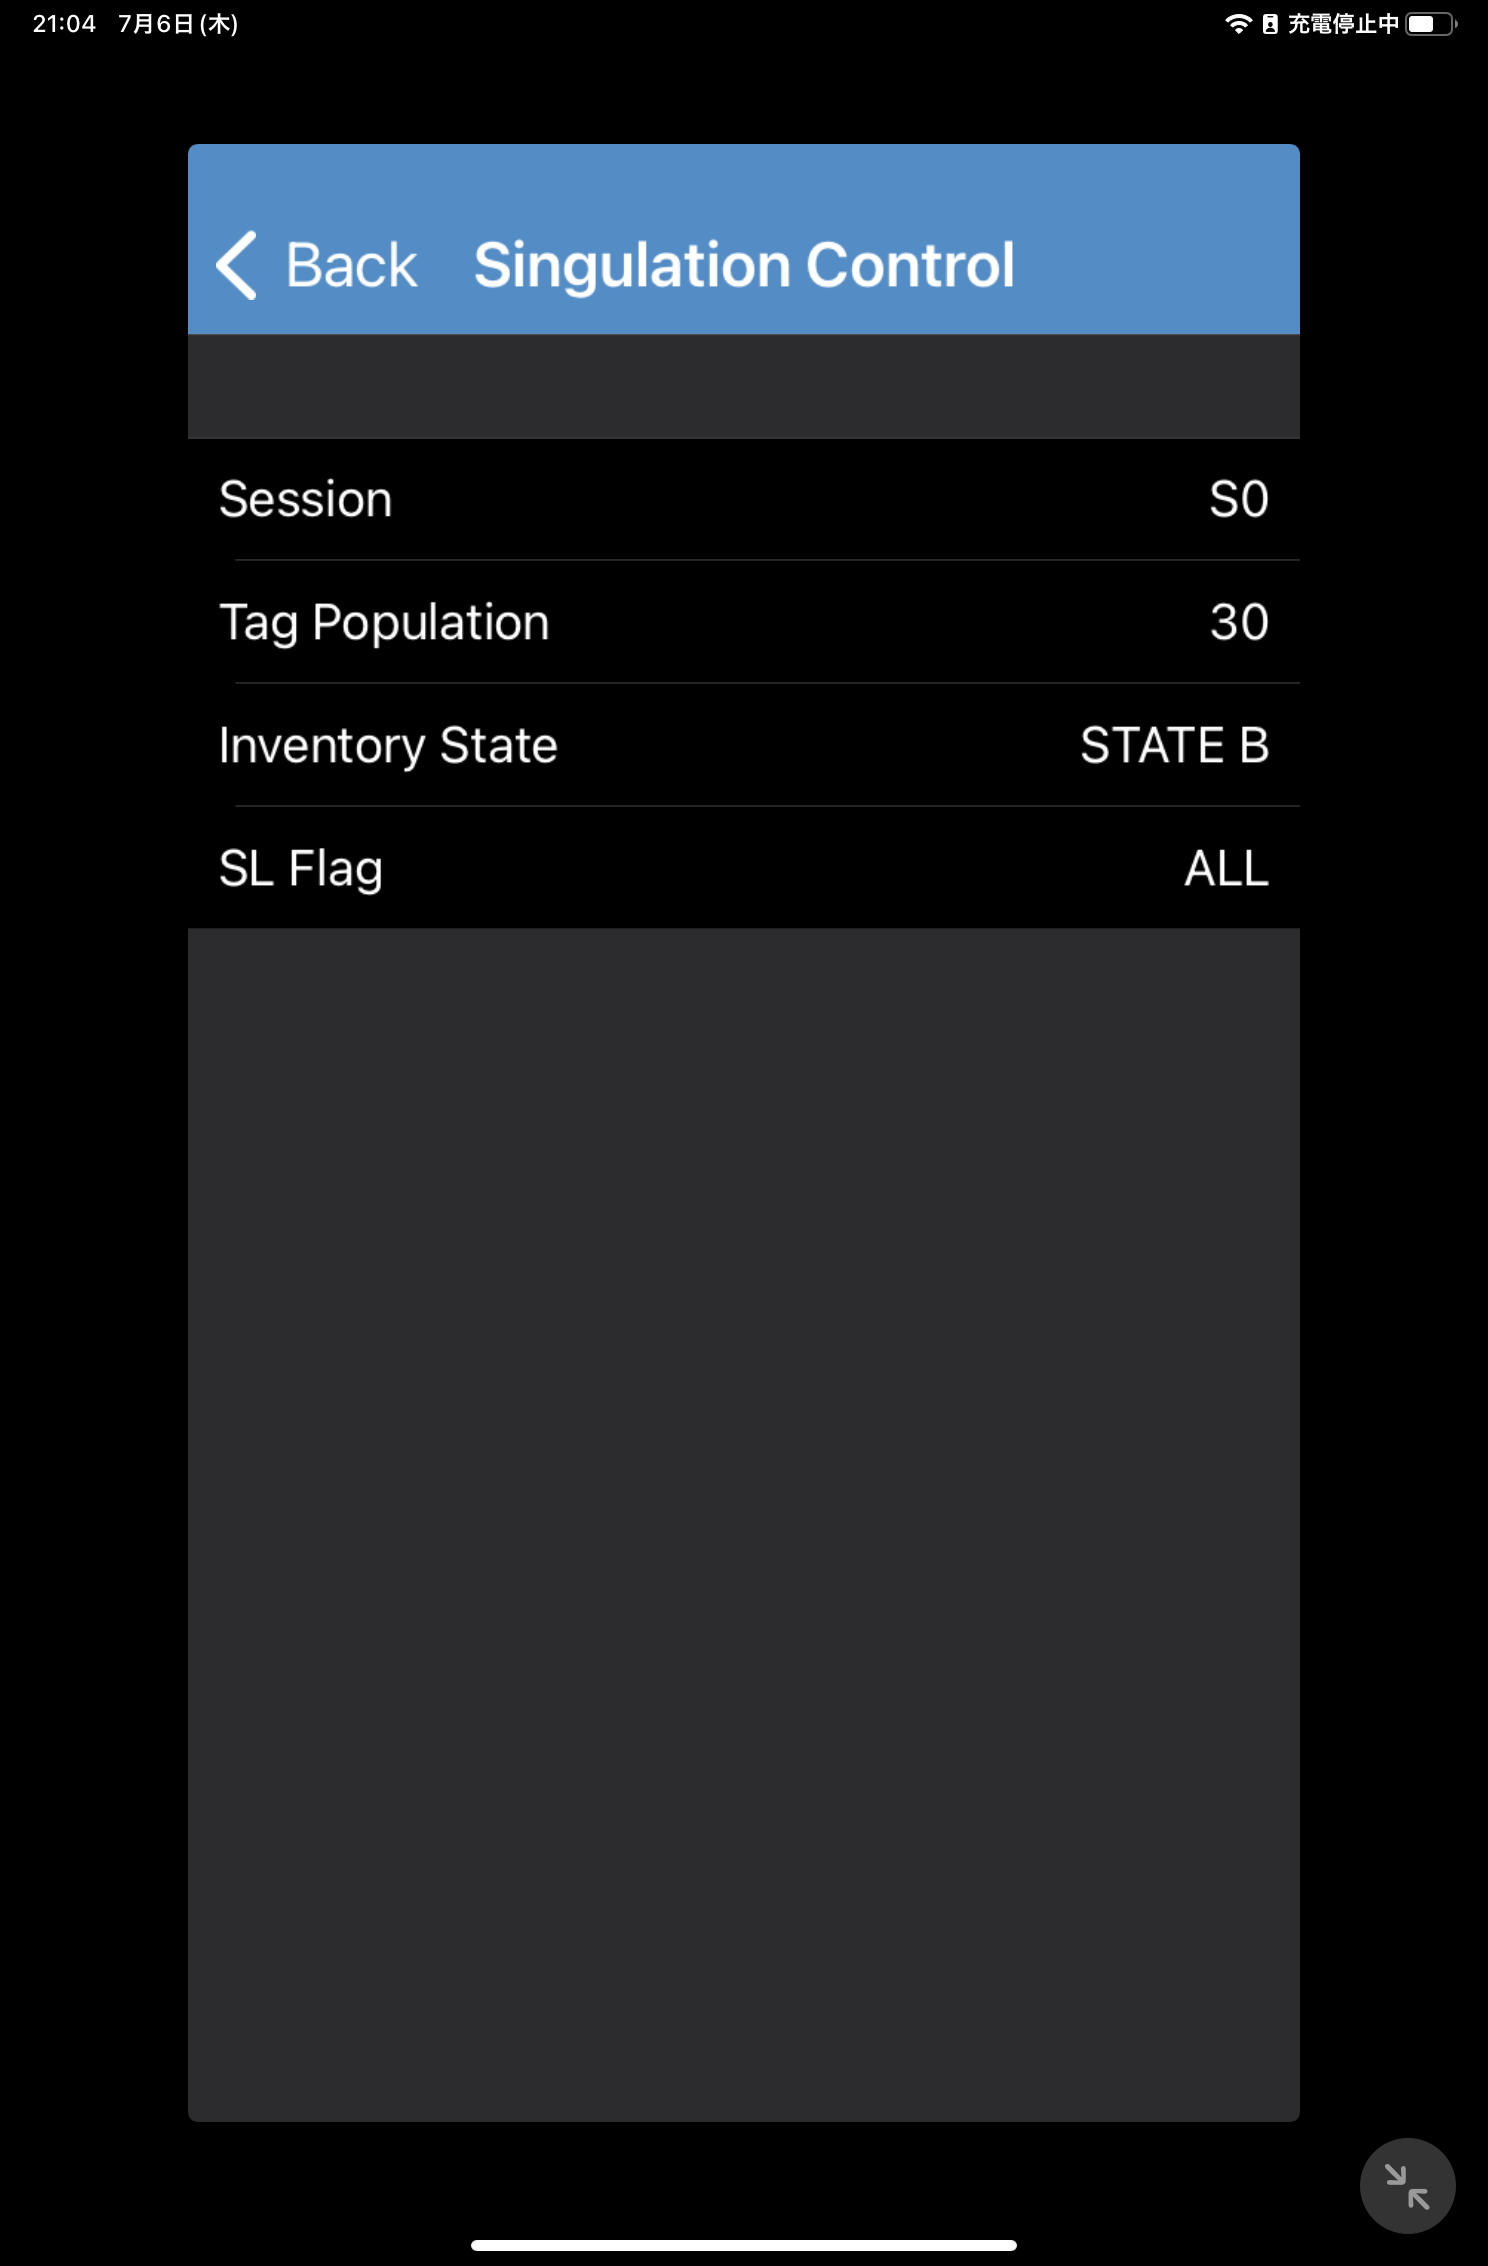 21:04 7月6日(木) 充電停止中
Back Singulation Control
Session S0
Tag Population 30
Inventory State STATE B
SL Flag ALL